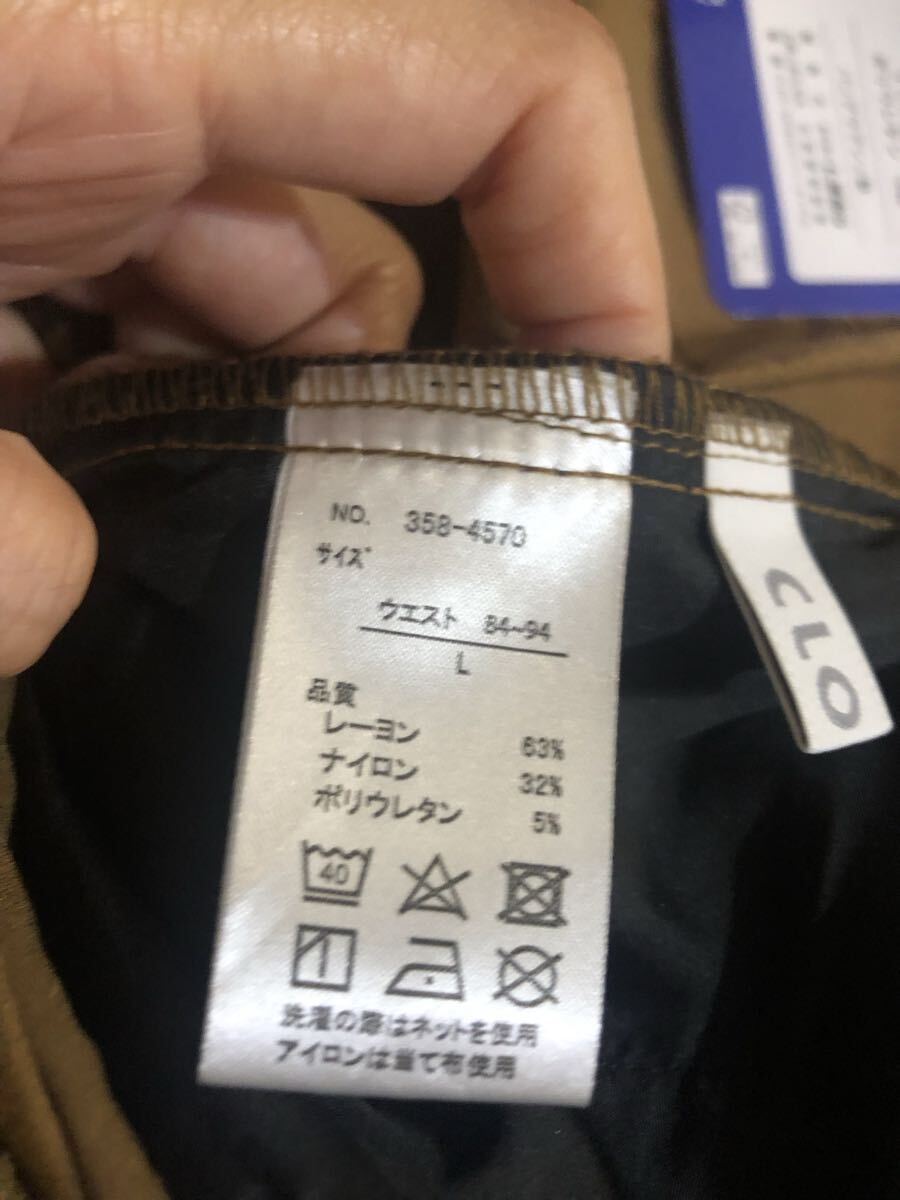 NO. 358-4570
サイズ
ウエスト 84~94
L
品質
レーヨン 63%
ナイロン 32%
ポリウレタン 5%
40
洗濯の際はネットを使用
アイロンは当て布使用
CLO